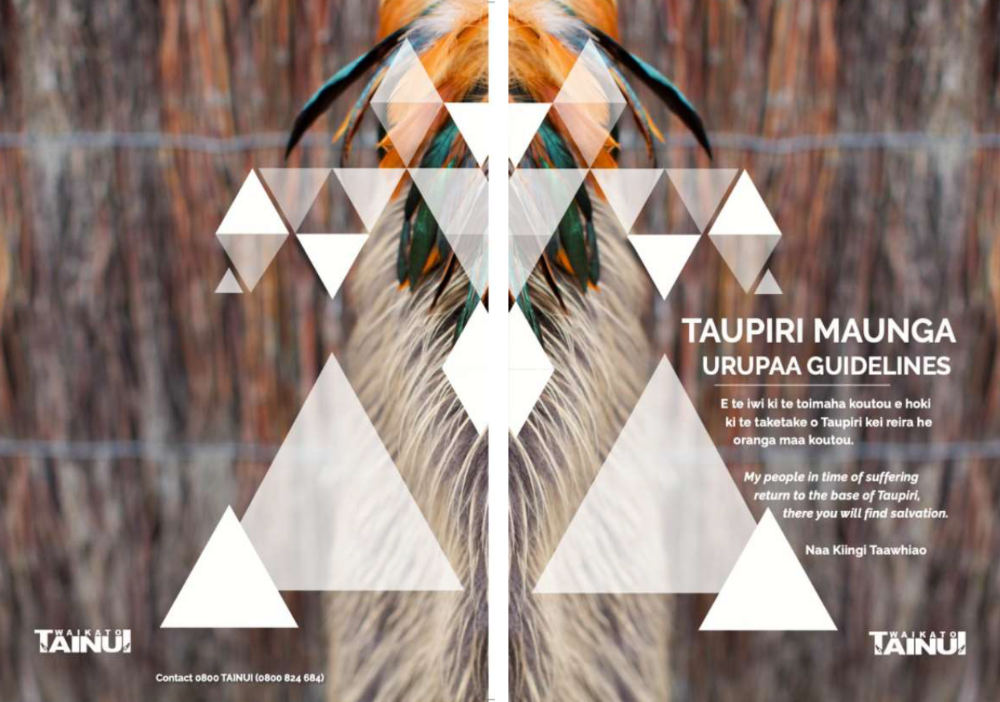 WAIKATO
TAINUI
Contact 0800 TAINUI (0800 824 684)
TAUPIRI MAUNGA
URUPAA GUIDELINES
E te iwi ki te toimaha koutou e hoki
ki te taketake o Taupiri kei reira he
oranga maa koutou.
My people in time of suffering
return to the base of Taupiri,
there you will find salvation.
Naa Kiingi Taawhiao
WAIKATO
TAINUI